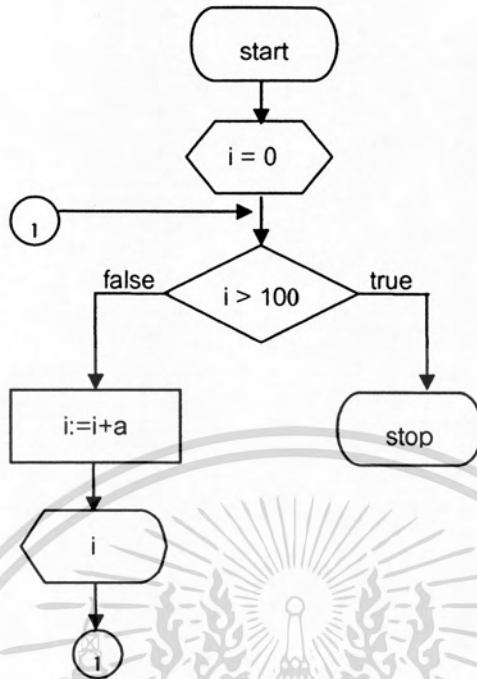 start
i = 0
1
i > 100
false
true
i:=i+a
stop
i
1